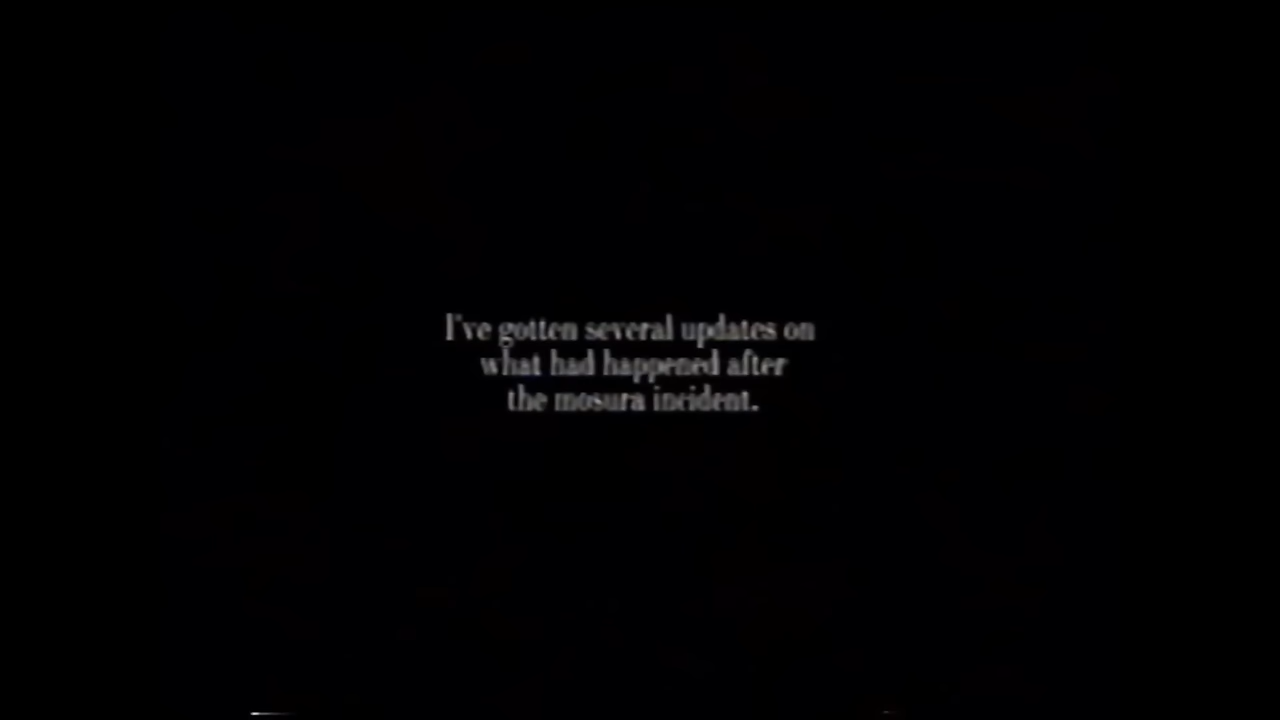 I've gotten several updates on
what had happened after
the mosura incident.